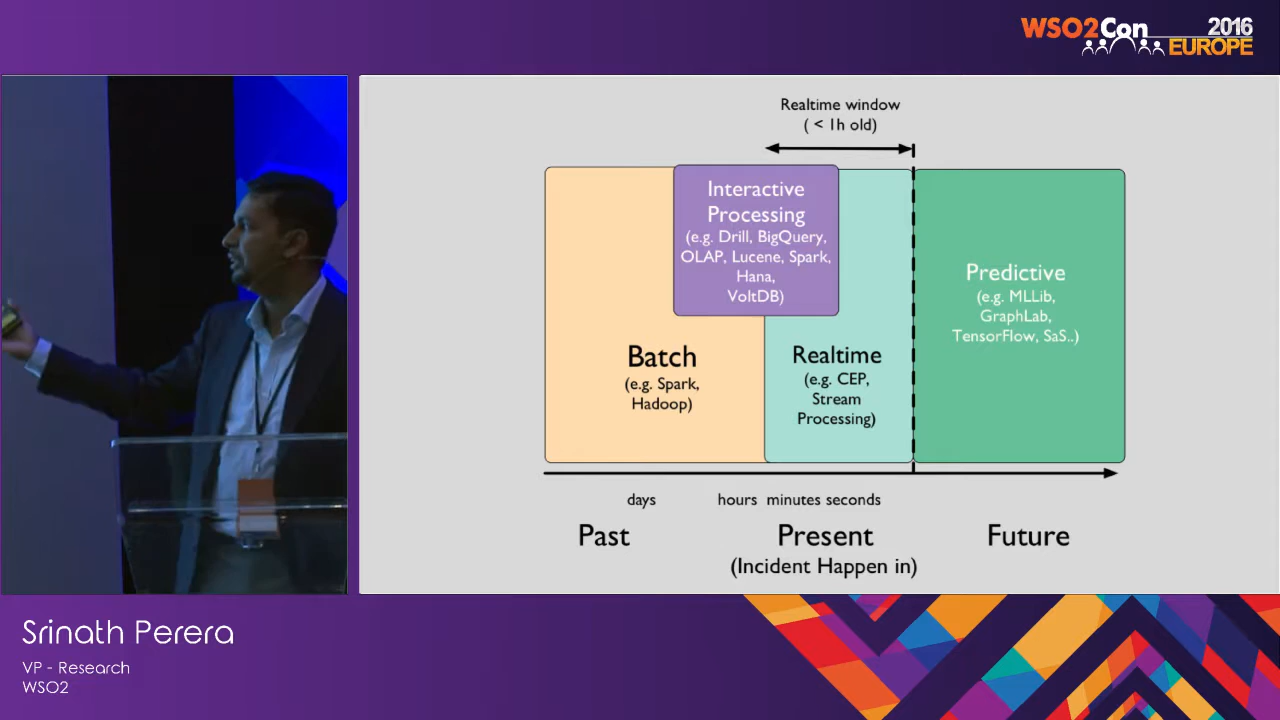 WSO2Con 2016
EUROPE
Realtime window
( < 1h old)
Interactive
Processing
(e.g. Drill, BigQuery,
OLAP, Lucene, Spark,
Hana,
VoltDB)
Predictive
(e.g. MLLib,
GraphLab,
TensorFlow, SaS..)
Batch
(e.g. Spark,
Hadoop)
Realtime
(e.g. CEP,
Stream
Processing)
days hours minutes seconds
Past Present Future
(Incident Happen in)
Srinath Perera
VP - Research
WSO2